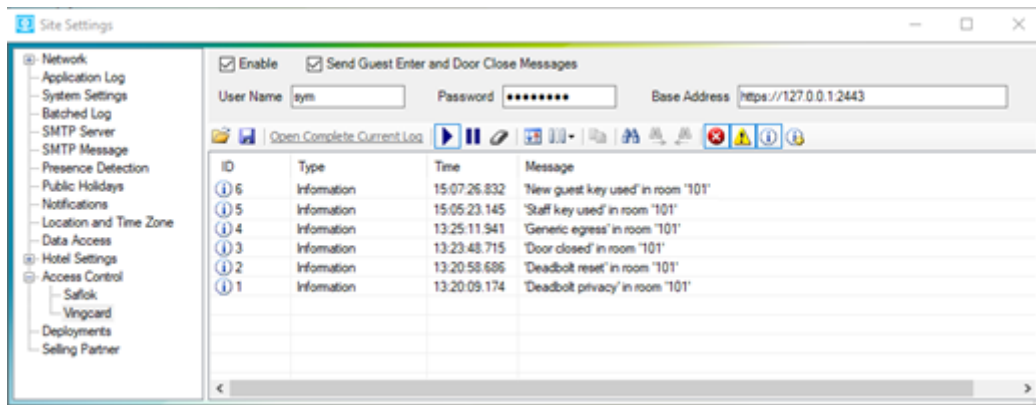 Site Settings
Network
Application Log
System Settings
Batched Log
SMTP Server
SMTP Message
Presence Detection
Public Holidays
Notifications
Location and Time Zone
Data Access
Hotel Settings
Access Control
Saflok
Vingcard
Deployments
Selling Partner
Enable Send Guest Enter and Door Close Messages
User Name sym Password •••••••• Base Address https://127.0.0.1:2443
Open Complete Current Log
ID Type Time Message
6 Information 15:07:26.832 'New guest key used' in room '101'
5 Information 15:05:23.145 'Staff key used' in room '101'
4 Information 13:25:11.941 'Generic egress' in room '101'
3 Information 13:23:48.715 'Door closed' in room '101'
2 Information 13:20:58.686 'Deadbolt reset' in room '101'
1 Information 13:20:09.174 'Deadbolt privacy' in room '101'